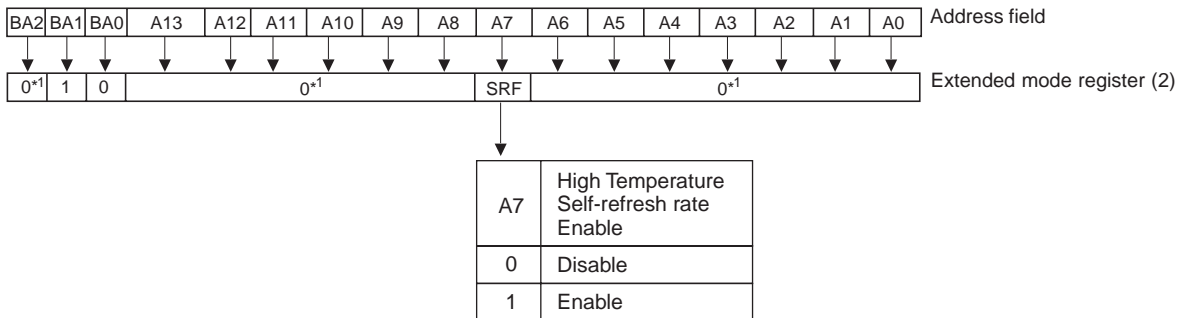 BA2 BA1 BA0 A13 A12 A11 A10 A9 A8 A7 A6 A5 A4 A3 A2 A1 A0 Address field
0*1 1 0 0*1 SRF 0*1 Extended mode register (2)
A7 High Temperature
Self-refresh rate
Enable
0 Disable
1 Enable